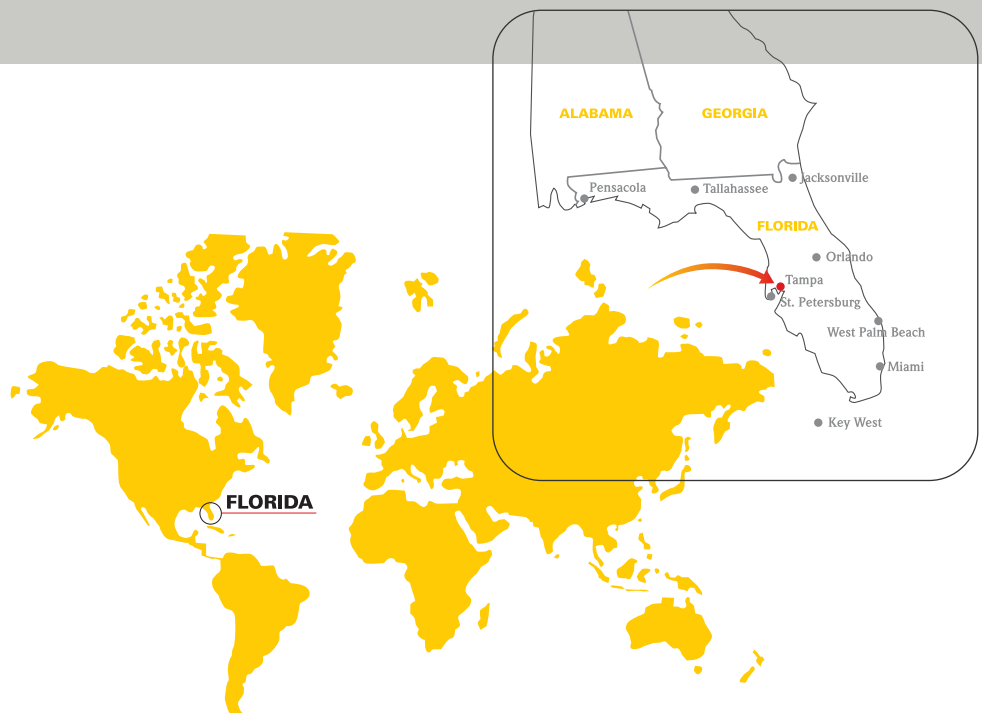 ALABAMA
GEORGIA
Jacksonville
Pensacola
Tallahassee
FLORIDA
Orlando
Tampa
St. Petersburg
West Palm Beach
Miami
Key West
FLORIDA